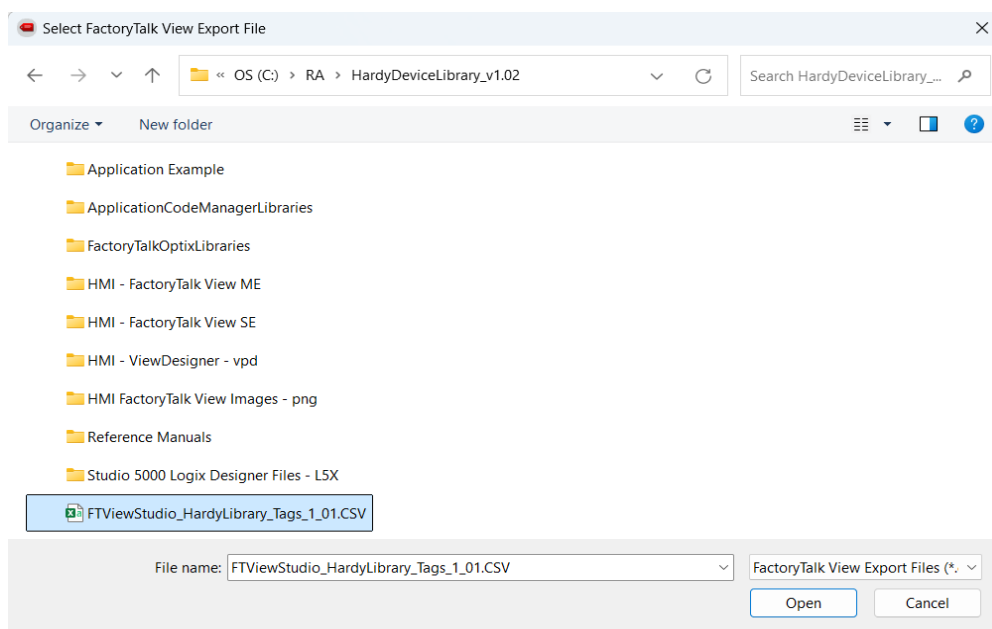 Select FactoryTalk View Export File
« OS (C:) › RA › HardyDeviceLibrary_v1.02
Search HardyDeviceLibrary_...
Organize
New folder
?
Application Example
ApplicationCodeManagerLibraries
FactoryTalkOptixLibraries
HMI - FactoryTalk View ME
HMI - FactoryTalk View SE
HMI - ViewDesigner - vpd
HMI FactoryTalk View Images - png
Reference Manuals
Studio 5000 Logix Designer Files - L5X
FTViewStudio_HardyLibrary_Tags_1_01.CSV
File name: FTViewStudio_HardyLibrary_Tags_1_01.CSV
FactoryTalk View Export Files (*.
Open
Cancel